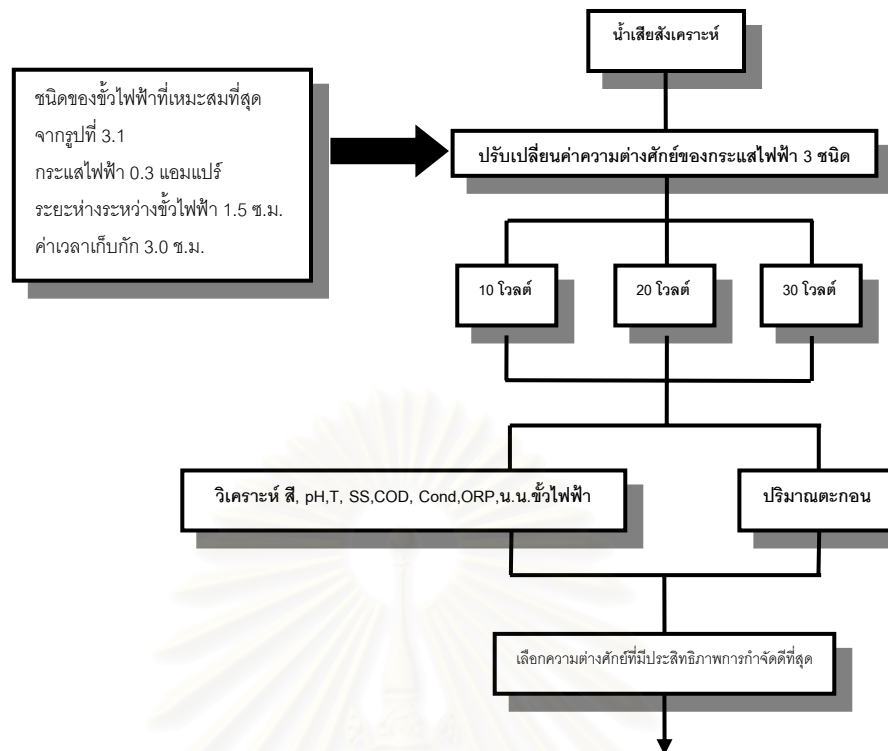 น้ำเสียสังเคราะห์
ชนิดของขั้วไฟฟ้าที่เหมะสมที่สุด
จากรูปที่ 3.1
กระแสไฟฟ้า 0.3 แอมแปร์
ระยะห่างระหว่างขั้วไฟฟ้า 1.5 ซ.ม.
ค่าเวลาเก็บกัก 3.0 ช.ม.
ปรับเปลี่ยนค่าความต่างศักย์ของกระแสไฟฟ้า 3 ชนิด
10 โวลต์
20 โวลต์
30 โวลต์
วิเคราะห์ สี, pH,T, SS,COD, Cond,ORP,น.น.ขั้วไฟฟ้า
ปริมาณตะกอน
เลือกความต่างศักย์ที่มีประสิทธิภาพการกำจัดดีที่สุด